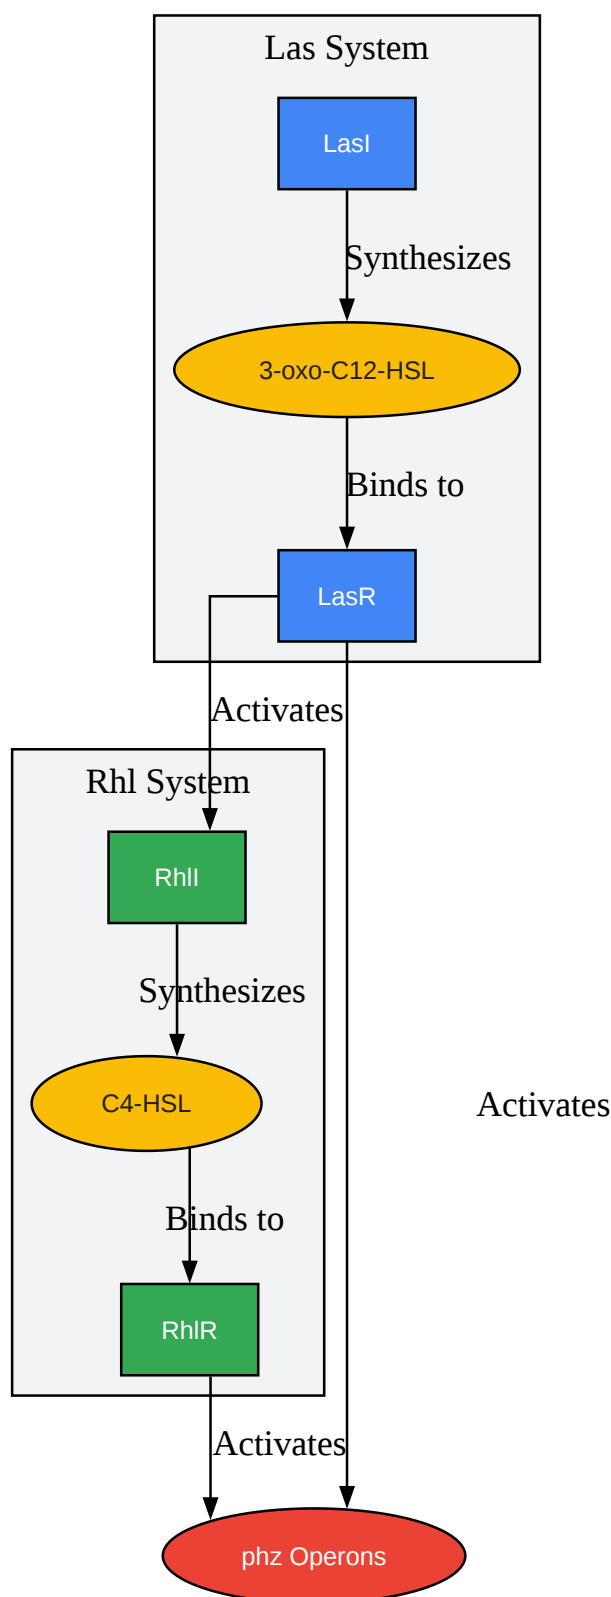 Las System
LasI
Synthesizes
3-oxo-C12-HSL
Binds to
LasR
Activates
Rhl System
RhlI
Synthesizes
C4-HSL
Activates
Binds to
RhlR
Activates
phz Operons